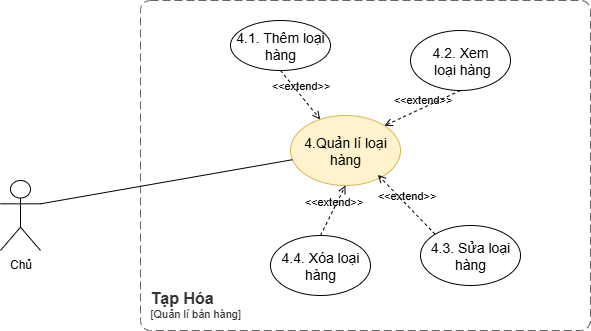 4.1. Thêm loại
hàng
4.2. Xem
loại hàng
<<extend>>
<<extend>>
4.Quản lí loại
hàng
<<extend>>
<<extend>>
4.4. Xóa loại
hàng
4.3. Sửa loại
hàng
Chủ
Tạp Hóa
[Quản lí bán hàng]